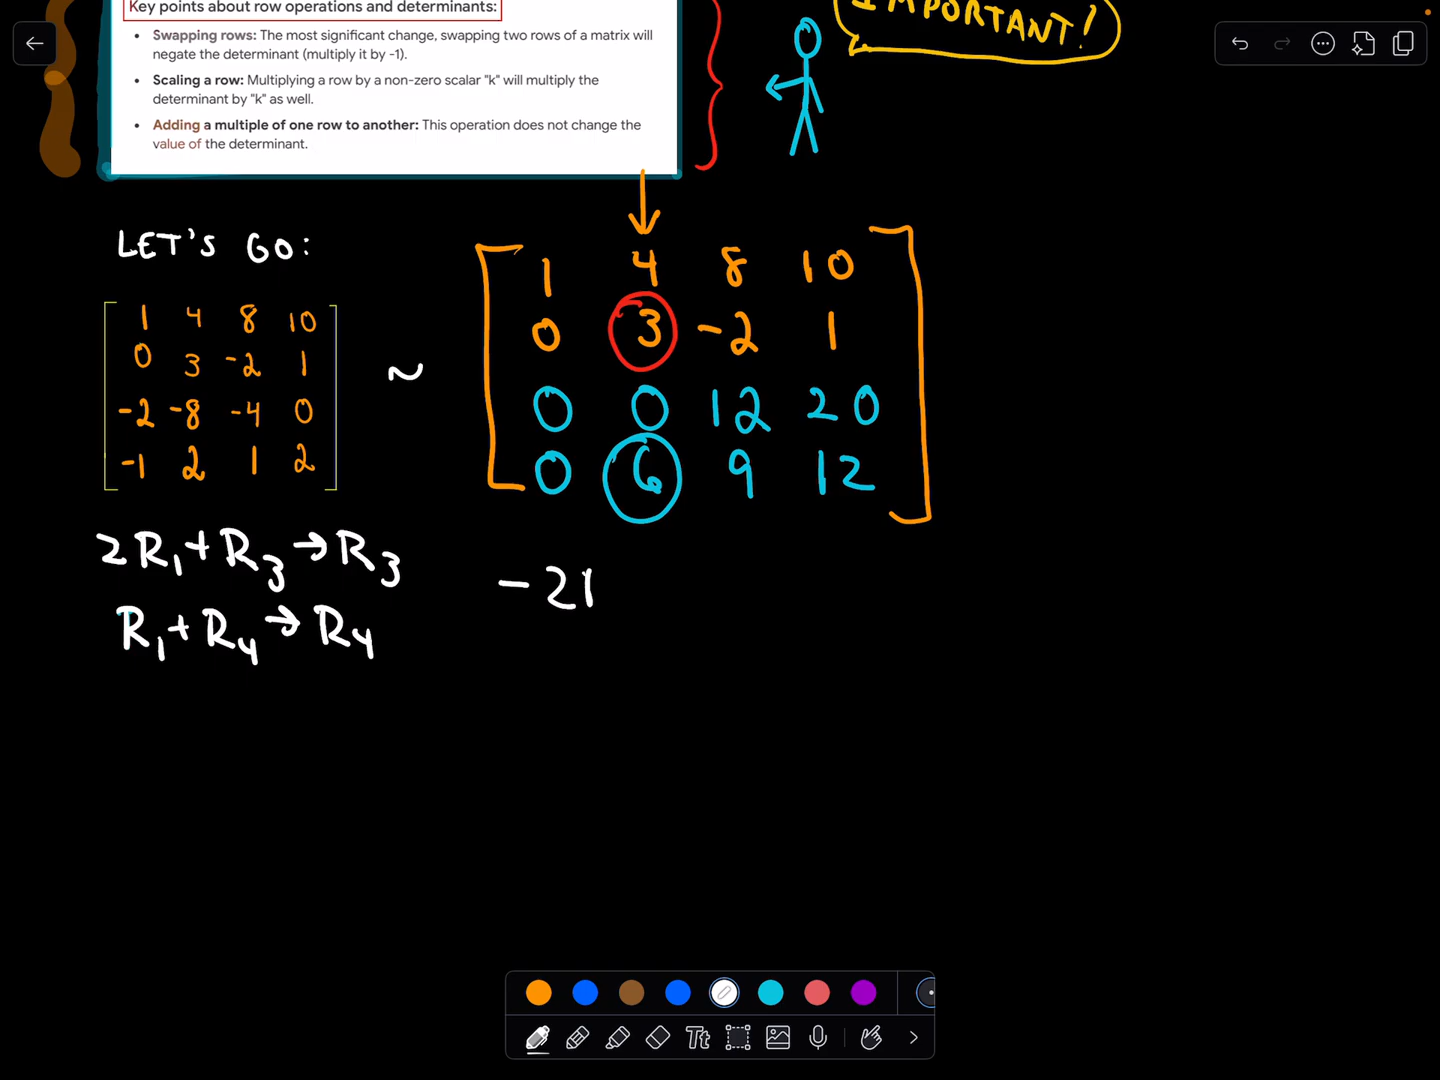 Key points about row operations and determinants:
• Swapping rows: The most significant change, swapping two rows of a matrix will
negate the determinant (multiply it by -1).
• Scaling a row: Multiplying a row by a non-zero scalar "k" will multiply the
determinant by "k" as well.
• Adding a multiple of one row to another: This operation does not change the
value of the determinant.
IMPORTANT!
LET'S GO:
1 4 8 10
0 3 -2 1
-2 -8 -4 0
-1 2 1 2
~
1 4 8 10
0 3 -2 1
0 0 12 20
0 6 9 12
2R₁+R₃→R₃
R₁+R₄→R₄
-21
Tt